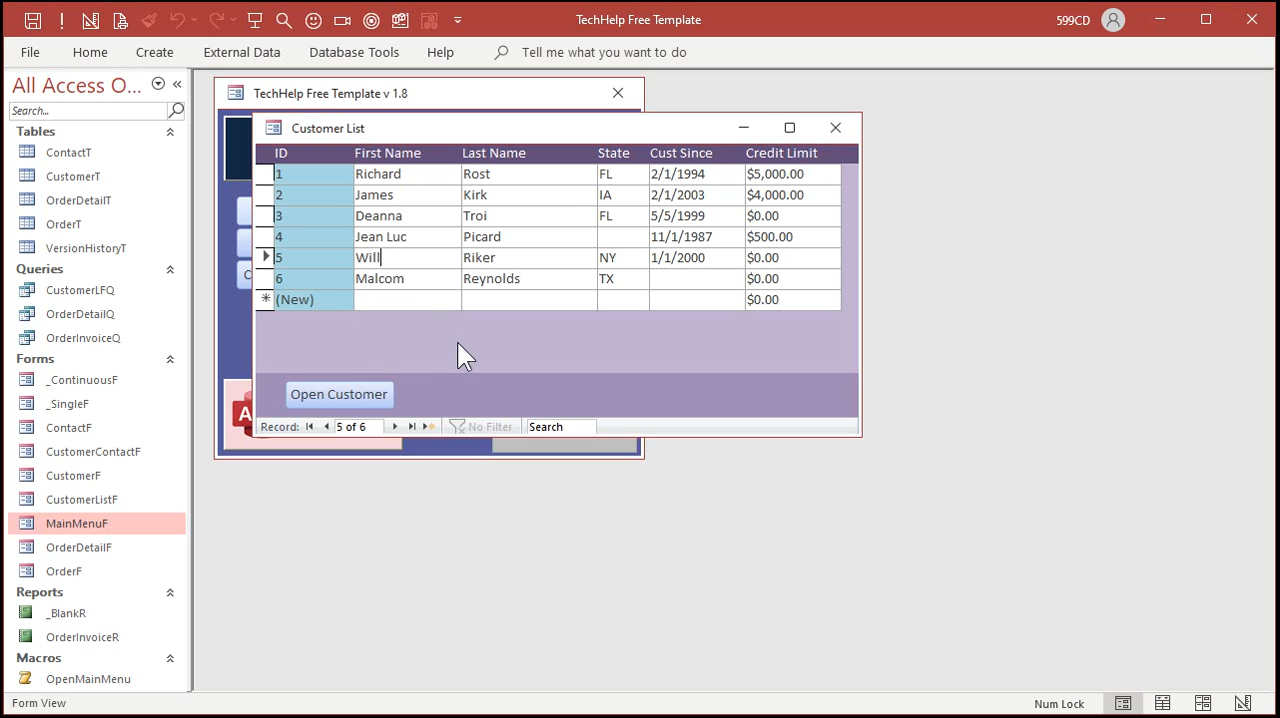 TechHelp Free Template
599CD
File Home Create External Data Database Tools Help Tell me what you want to do
All Access O...
Search...
Tables
ContactT
CustomerT
OrderDetailT
OrderT
VersionHistoryT
Queries
CustomerLFQ
OrderDetailQ
OrderInvoiceQ
Forms
_ContinuousF
_SingleF
ContactF
CustomerContactF
CustomerF
CustomerListF
MainMenuF
OrderDetailF
OrderF
Reports
_BlankR
OrderInvoiceR
Macros
OpenMainMenu
TechHelp Free Template v 1.8
C
A
Customer List
ID First Name Last Name State Cust Since Credit Limit
1 Richard Rost FL 2/1/1994 $5,000.00
2 James Kirk IA 2/1/2003 $4,000.00
3 Deanna Troi FL 5/5/1999 $0.00
4 Jean Luc Picard 11/1/1987 $500.00
5 Will Riker NY 1/1/2000 $0.00
6 Malcom Reynolds TX $0.00
* (New) $0.00
Open Customer
Record: 5 of 6 No Filter Search
Form View
Num Lock